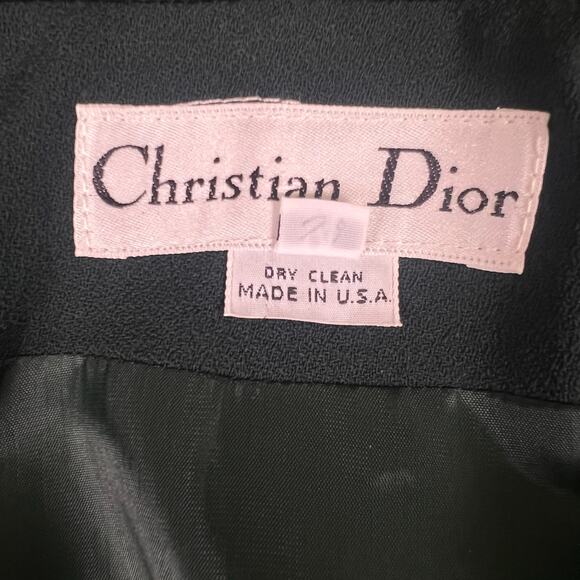 Christian Dior
DRY CLEAN
MADE IN U.S.A.